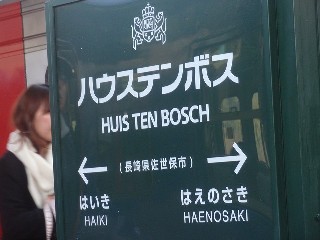 ハウステンボス
HUIS TEN BOSCH
(長崎県佐世保市)
はいき はえのさき
HAIKI HAENOSAKI